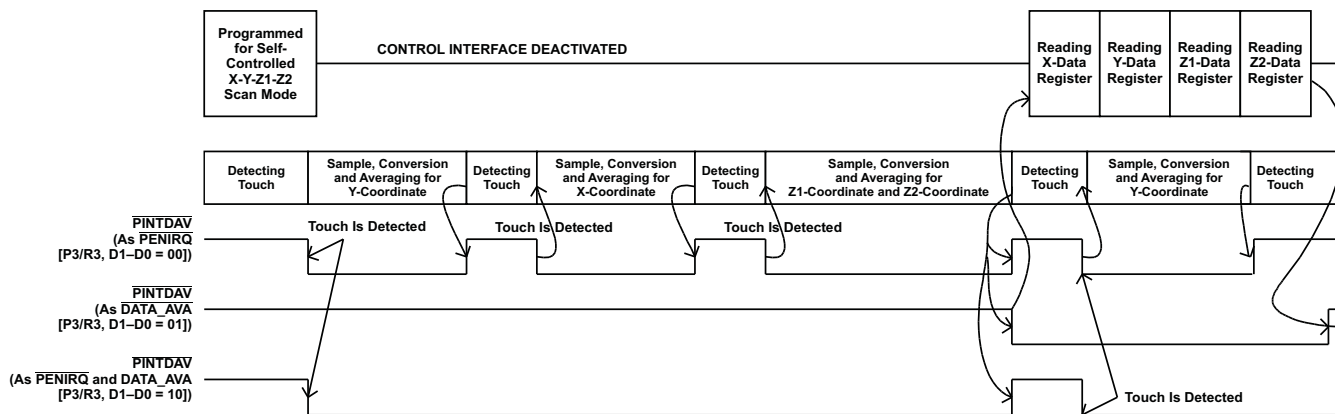 Programmed
for Self-
Controlled
X-Y-Z1-Z2
Scan Mode
CONTROL INTERFACE DEACTIVATED
Reading
X-Data
Register
Reading
Y-Data
Register
Reading
Z1-Data
Register
Reading
Z2-Data
Register
Detecting
Touch
Sample, Conversion
and Averaging for
Y-Coordinate
Detecting
Touch
Sample, Conversion
and Averaging for
X-Coordinate
Detecting
Touch
Sample, Conversion
and Averaging for
Z1-Coordinate and Z2-Coordinate
Detecting
Touch
Sample, Conversion
and Averaging for
Y-Coordinate
Detecting
Touch
PINTDAV
(As PENIRQ
[P3/R3, D1–D0 = 00])
Touch Is Detected
Touch Is Detected
Touch Is Detected
PINTDAV
(As DATA_AVA
[P3/R3, D1–D0 = 01])
PINTDAV
(As PENIRQ and DATA_AVA
[P3/R3, D1–D0 = 10])
Touch Is Detected